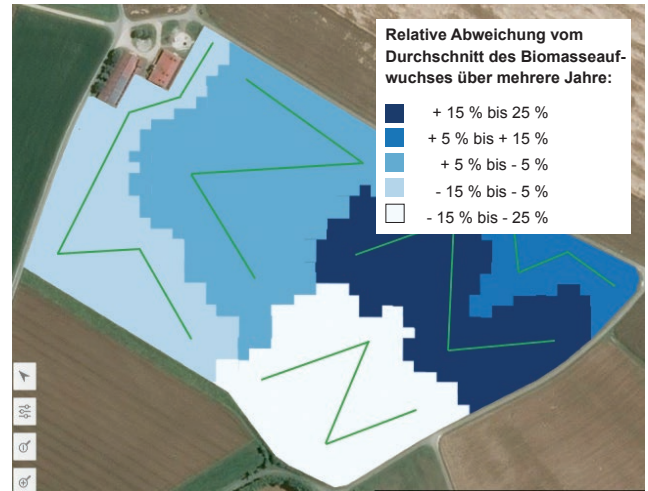 Relative Abweichung vom
Durchschnitt des Biomasseauf-
wuchses über mehrere Jahre:
+ 15 % bis 25 %
+ 5 % bis + 15 %
+ 5 % bis - 5 %
- 15 % bis - 5 %
- 15 % bis - 25 %